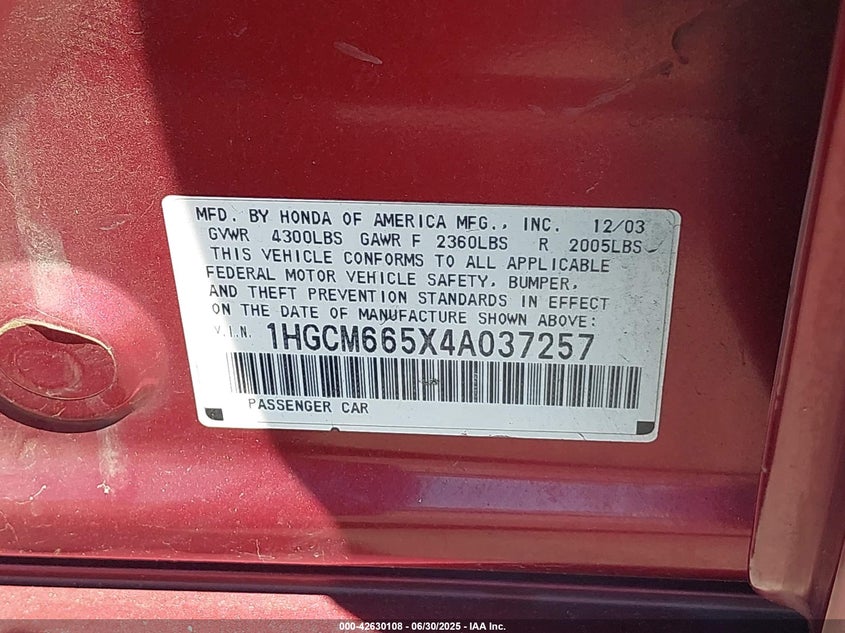 MFD. BY HONDA OF AMERICA MFG., INC. 12/03
GVWR 4300LBS GAWR F 2360LBS R 2005LBS
THIS VEHICLE CONFORMS TO ALL APPLICABLE
FEDERAL MOTOR VEHICLE SAFETY, BUMPER,
AND THEFT PREVENTION STANDARDS IN EFFECT
ON THE DATE OF MANUFACTURE SHOWN ABOVE:
V.I.N. 1HGCM665X4A037257
PASSENGER CAR
000-42630108 - 06/30/2025 - IAA Inc.